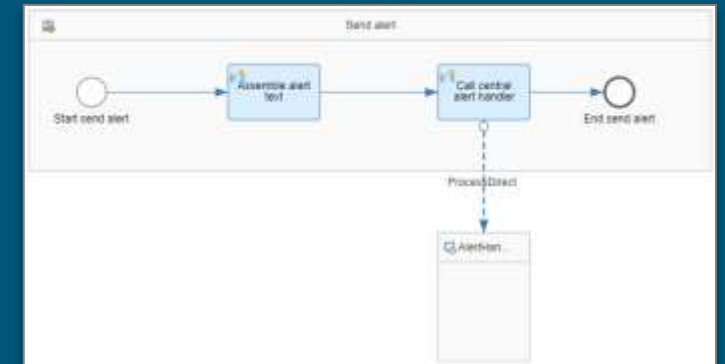 Send alert
Start send alert
Assemble alert
text
Call central
alert handler
End send alert
ProcessDirect
AlertHan...